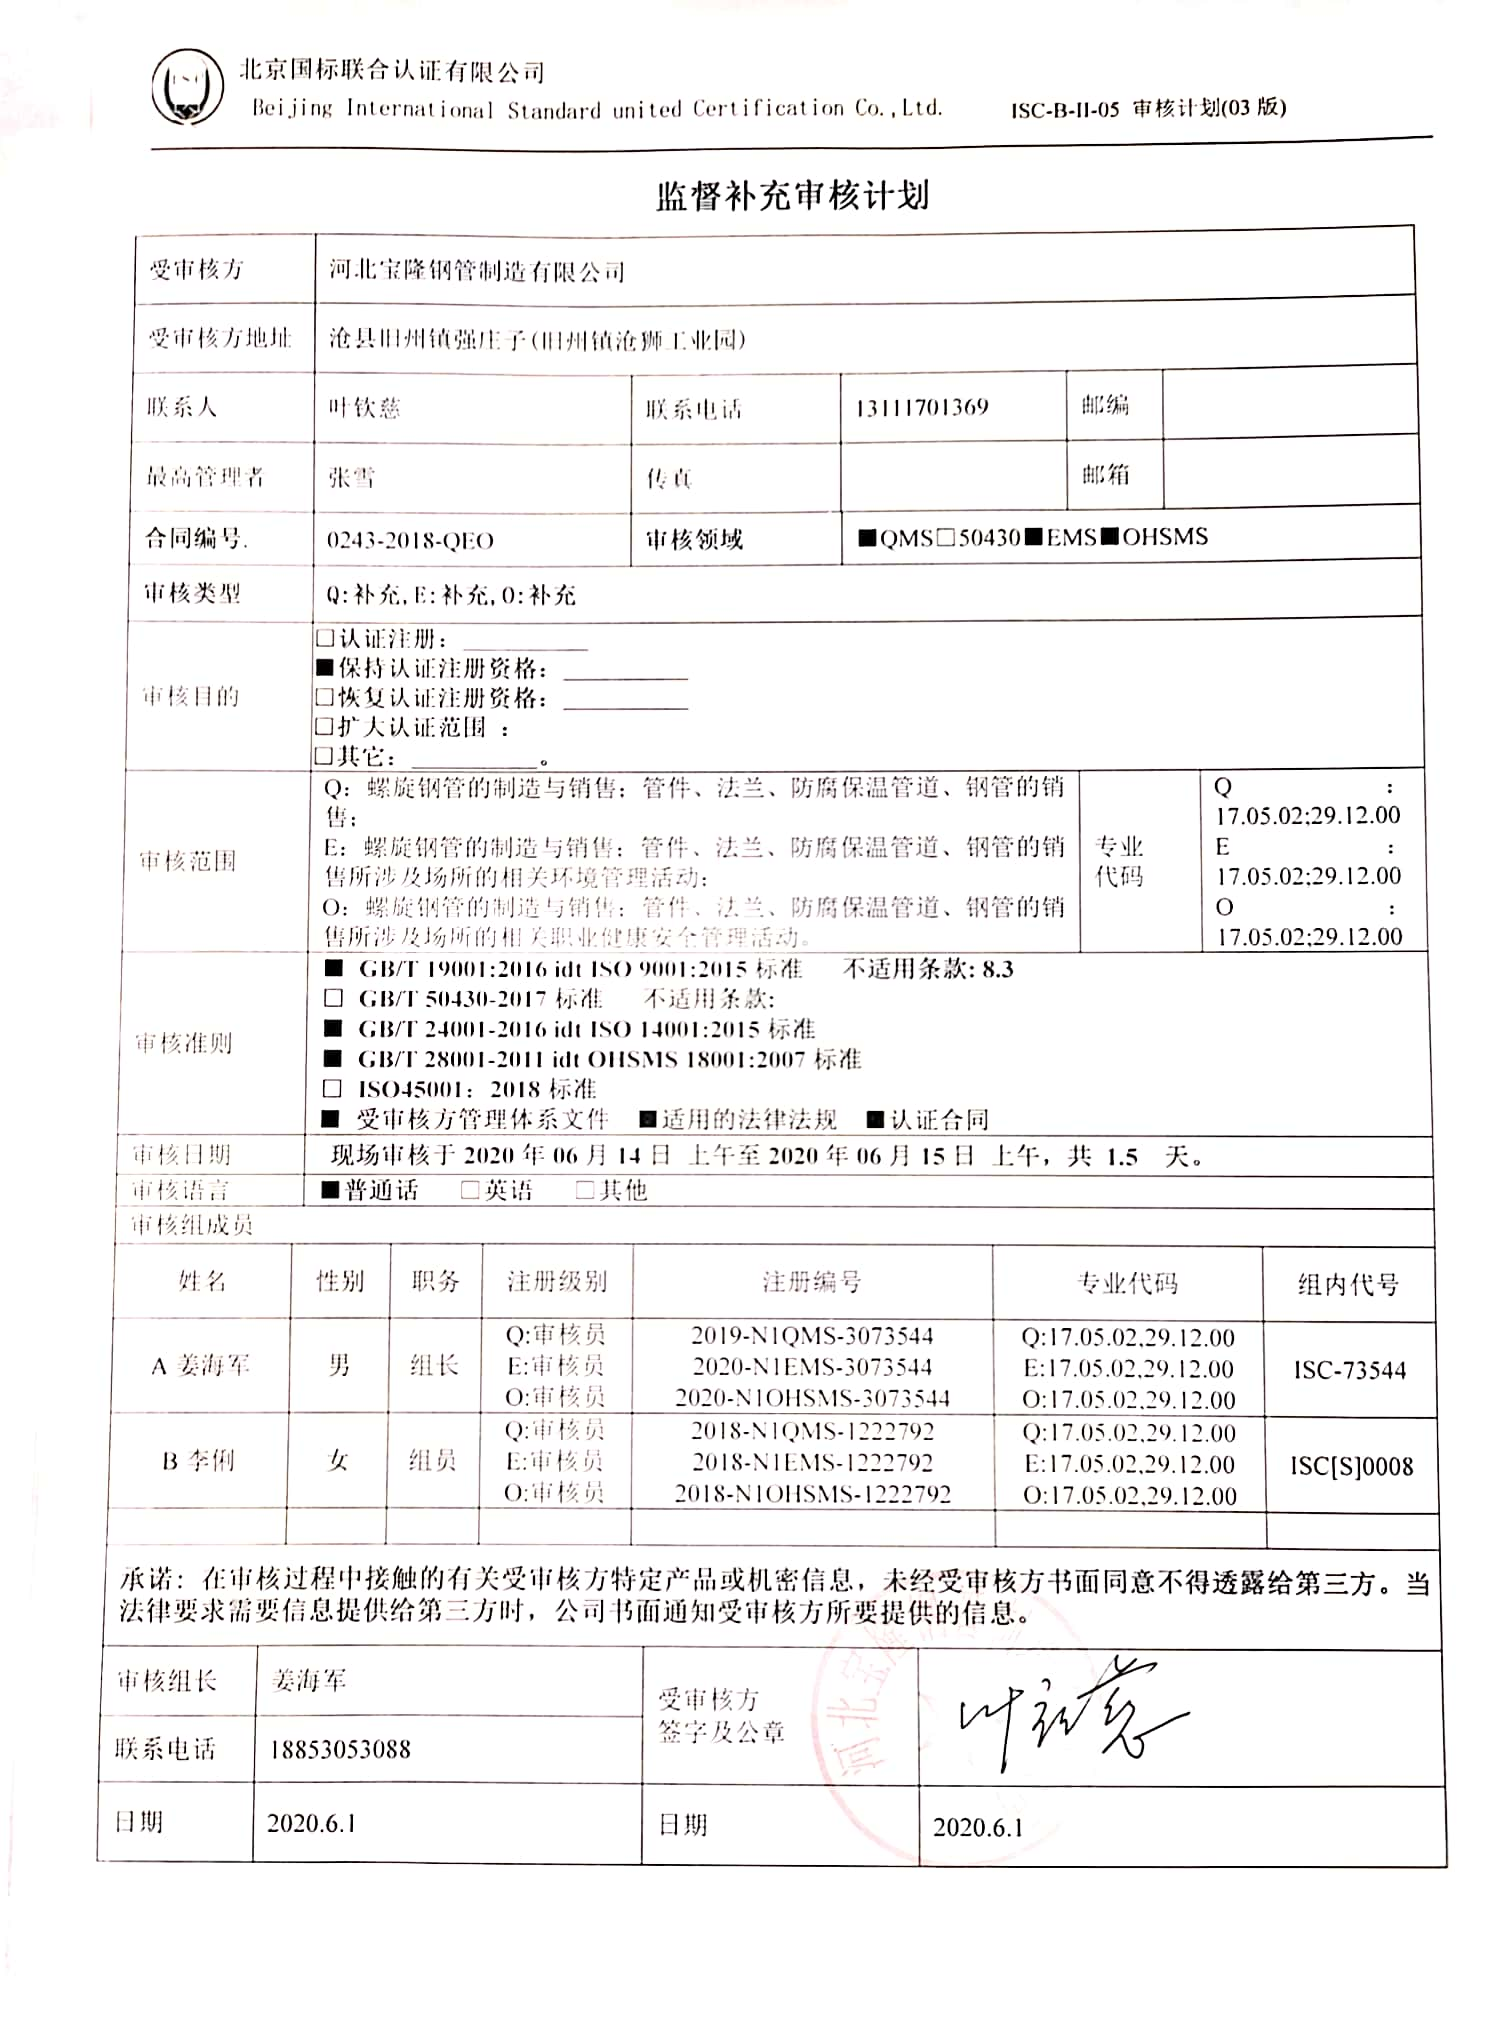 北京国标联合认证有限公司
Beijing International Standard united Certification Co.,Ltd. ISC-B-II-05 审核计划(03 版)
监督补充审核计划
受审核方 河北宝隆钢管制造有限公司
受审核方地址 沧县旧州镇强庄子(旧州镇沧狮工业园)
联系人 叶钦慈 联系电话 13111701369 邮编
最高管理者 张雪 传真 邮箱
合同编号. 0243-2018-QEO 审核领域 ■QMS□50430■EMS■OHSMS
审核类型 Q:补充,E:补充,O:补充
审核目的
□认证注册：__________
■保持认证注册资格：__________
□恢复认证注册资格：__________
□扩大认证范围 ：
□其它：__________。
审核范围
Q：螺旋钢管的制造与销售；管件、法兰、防腐保温管道、钢管的销
售；
E：螺旋钢管的制造与销售；管件、法兰、防腐保温管道、钢管的销
售所涉及场所的相关环境管理活动；
O：螺旋钢管的制造与销售；管件、法兰、防腐保温管道、钢管的销
售所涉及场所的相关职业健康安全管理活动。
专业
代码
Q ：
17.05.02;29.12.00
E ：
17.05.02;29.12.00
O ：
17.05.02;29.12.00
审核准则
■ GB/T 19001:2016 idt ISO 9001:2015 标准 不适用条款: 8.3
□ GB/T 50430-2017 标准 不适用条款:
■ GB/T 24001-2016 idt ISO 14001:2015 标准
■ GB/T 28001-2011 idt OHSMS 18001:2007 标准
□ ISO45001：2018 标准
■ 受审核方管理体系文件 ■适用的法律法规 ■认证合同
审核日期 现场审核于 2020 年 06 月 14 日 上午至 2020 年 06 月 15 日 上午，共 1.5 天。
审核语言 ■普通话 □英语 □其他
审核组成员
姓名 性别 职务 注册级别 注册编号 专业代码 组内代号
Q:审核员 2019-N1QMS-3073544 Q:17.05.02,29.12.00
A 姜海军 男 组长 E:审核员 2020-N1EMS-3073544 E:17.05.02,29.12.00 ISC-73544
O:审核员 2020-N1OHSMS-3073544 O:17.05.02,29.12.00
Q:审核员 2018-N1QMS-1222792 Q:17.05.02,29.12.00
B 李俐 女 组员 E:审核员 2018-N1EMS-1222792 E:17.05.02,29.12.00 ISC[S]0008
O:审核员 2018-N1OHSMS-1222792 O:17.05.02,29.12.00
承诺：在审核过程中接触的有关受审核方特定产品或机密信息，未经受审核方书面同意不得透露给第三方。当
法律要求需要信息提供给第三方时，公司书面通知受审核方所要提供的信息。
审核组长 姜海军
受审核方
签字及公章
叶钦慈
河北宝隆
联系电话 18853053088
日期 2020.6.1 日期 2020.6.1